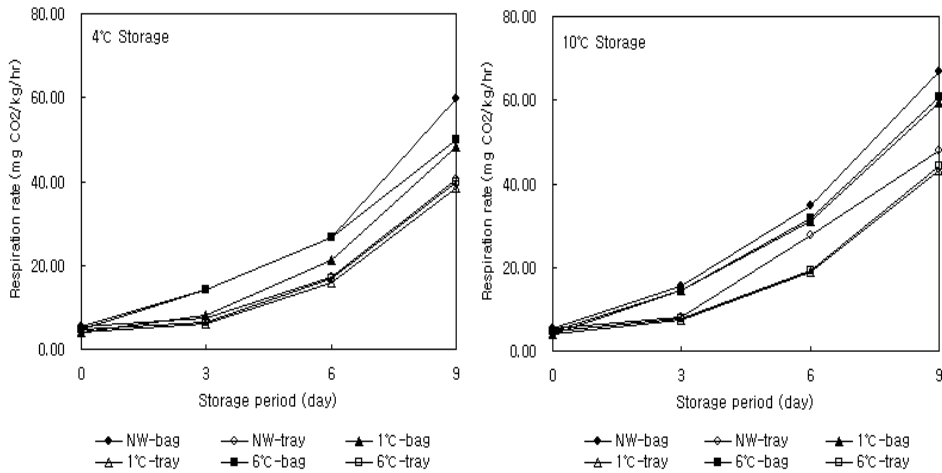 80.00
4℃ Storage
60.00
40.00
20.00
0.00
Respiration rate (mg CO2/kg/hr)
0 3 6 9
Storage period (day)
NW-bag NW-tray 1℃-bag
1℃-tray 6℃-bag 6℃-tray
80.00
10℃ Storage
60.00
40.00
20.00
0.00
Respiration rate (mg CO2/kg/hr)
0 3 6 9
Storage period (day)
NW-bag NW-tray 1℃-bag
1℃-tray 6℃-bag 6℃-tray